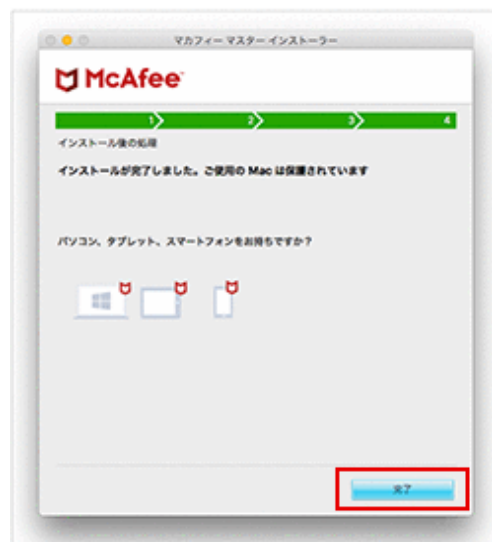 マカフィー マスター インストーラー
McAfee
1 2 3 4
インストール後の処理
インストールが完了しました。ご使用の Mac は保護されています
パソコン、タブレット、スマートフォンをお持ちですか？
完了